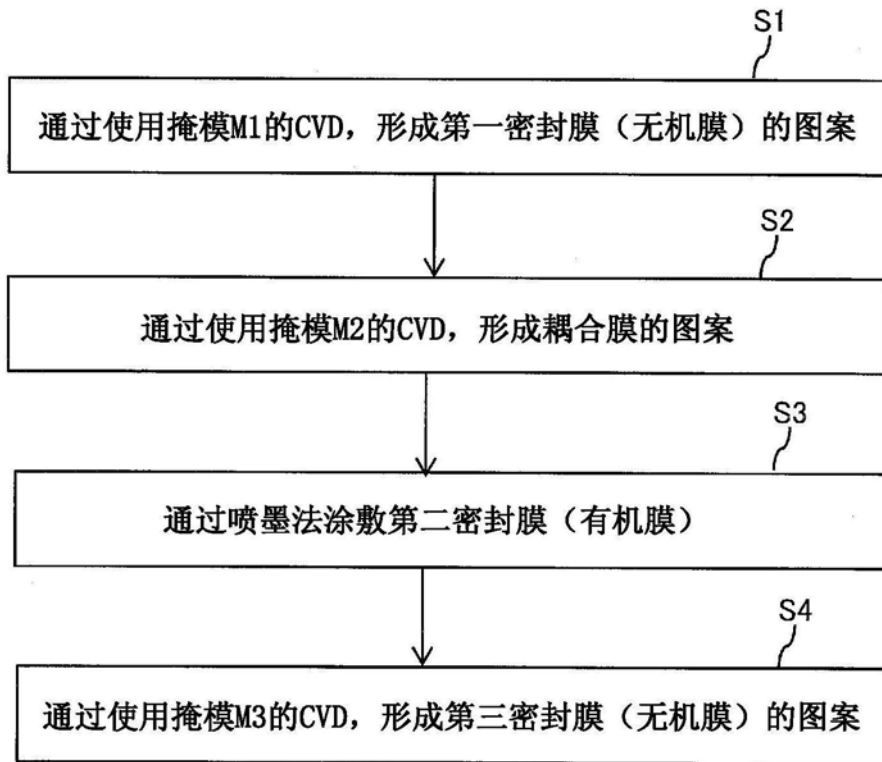 S1
通过使用掩模M1的CVD，形成第一密封膜（无机膜）的图案
S2
通过使用掩模M2的CVD，形成耦合膜的图案
S3
通过喷墨法涂敷第二密封膜（有机膜）
S4
通过使用掩模M3的CVD，形成第三密封膜（无机膜）的图案